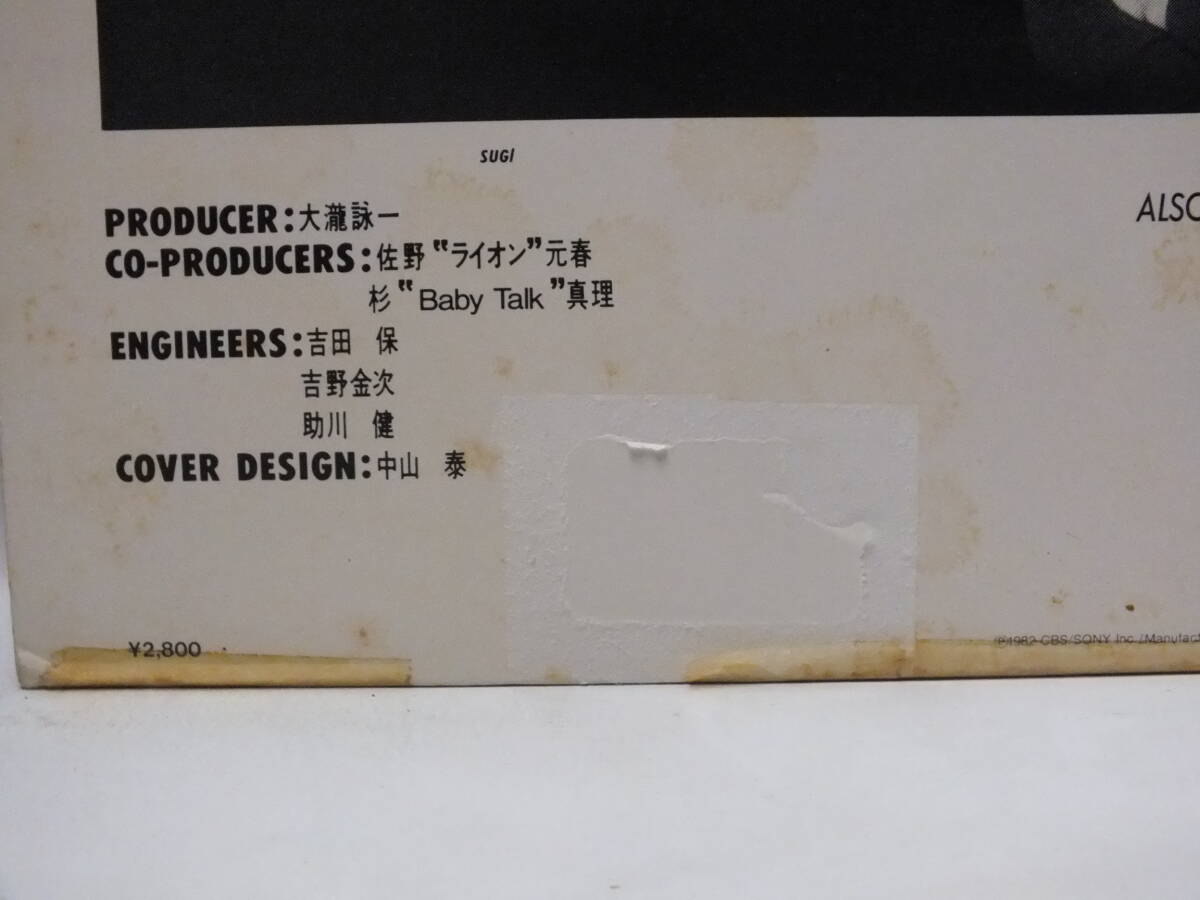 SUGI
PRODUCER:大瀧詠一
CO-PRODUCERS:佐野“ライオン”元春
杉“Baby Talk”真理
ENGINEERS:吉田 保
吉野金次
助川 健
COVER DESIGN:中山 泰
ALSO
¥2,800
℗1982 CBS/SONY Inc./Manufact